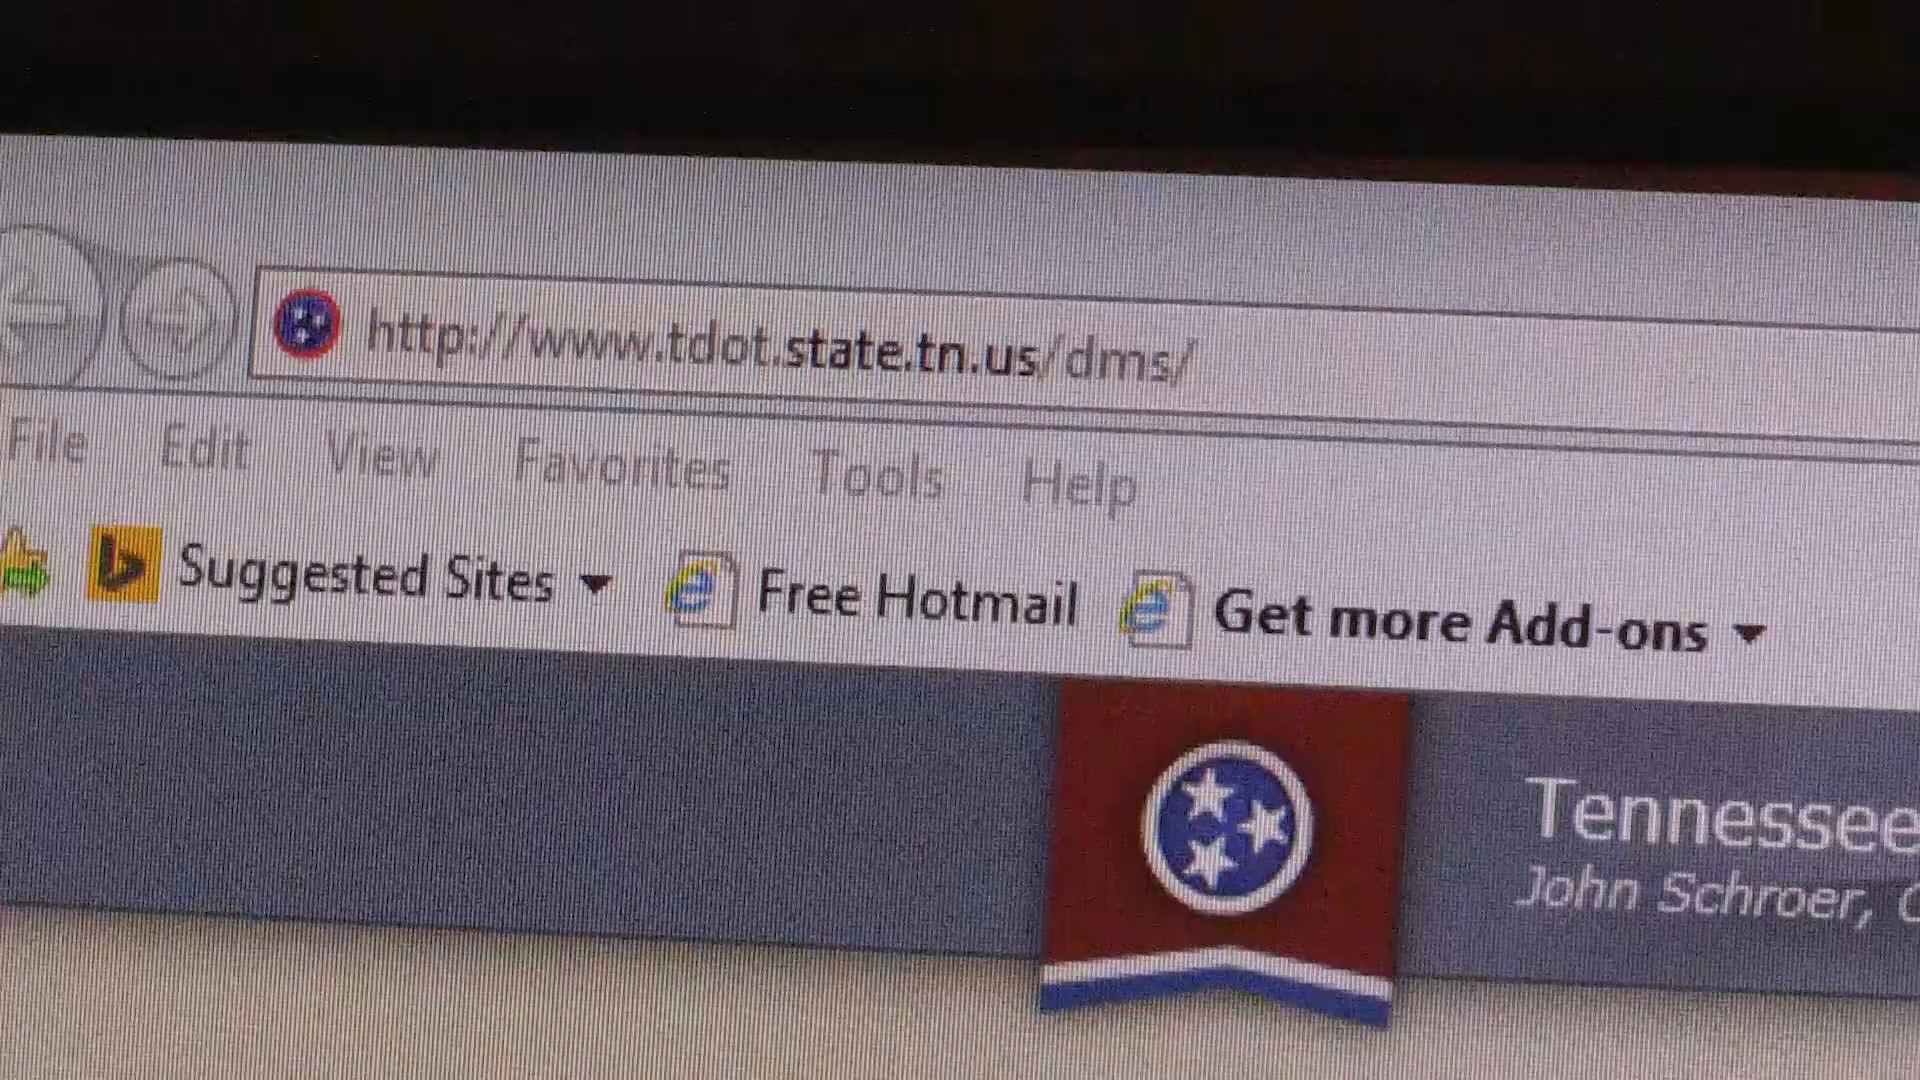 http://www.tdot.state.tn.us/dms/
File Edit View Favorites Tools Help
Suggested Sites Free Hotmail Get more Add-ons
Tennessee
John Schroer,